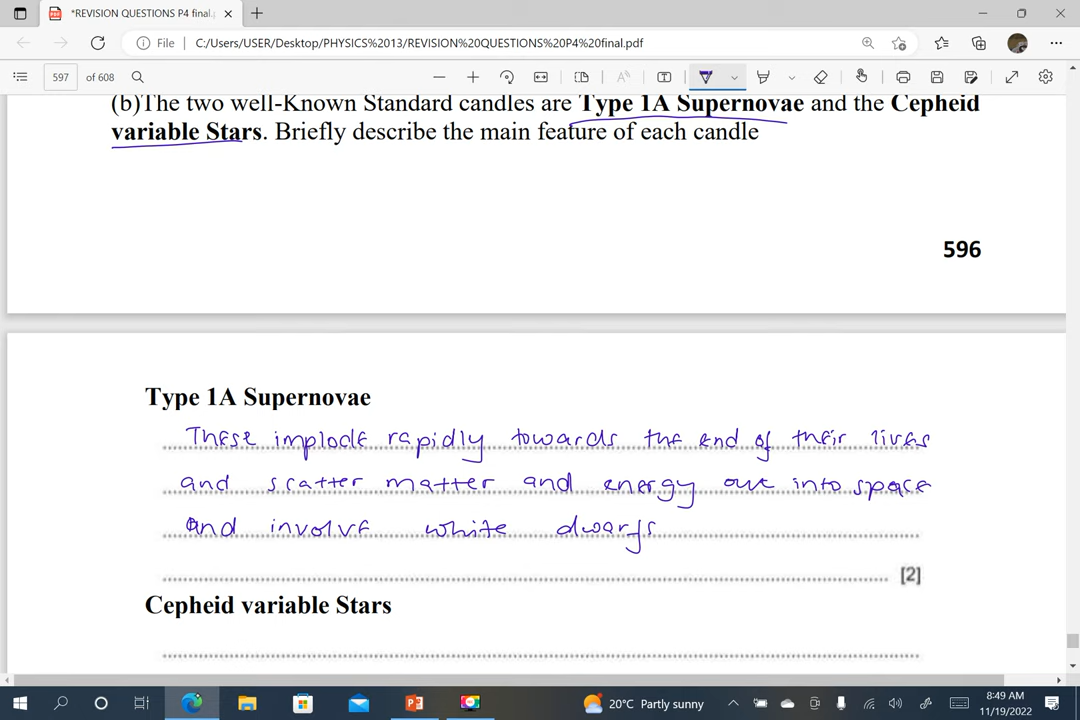 *REVISION QUESTIONS P4 final.p
File C:/Users/USER/Desktop/PHYSICS%2013/REVISION%20QUESTIONS%20P4%20final.pdf
597 of 608
(b)The two well-Known Standard candles are Type 1A Supernovae and the Cepheid
variable Stars. Briefly describe the main feature of each candle
596
Type 1A Supernovae
These implode rapidly towards the end of their lives
and scatter matter and energy out into space
and involve white dwarfs
[2]
Cepheid variable Stars
20°C Partly sunny
8:49 AM
11/19/2022